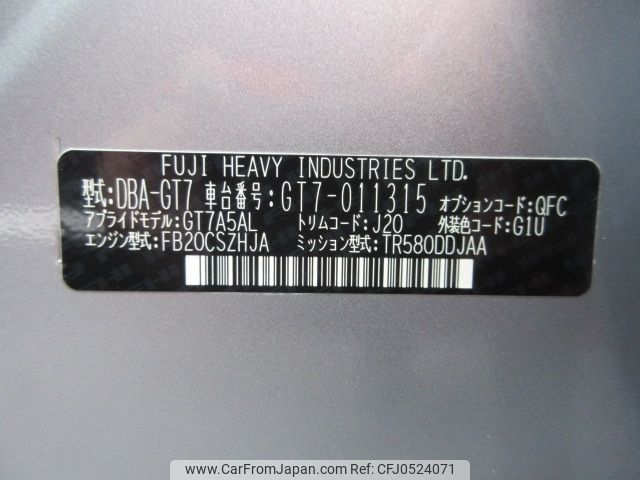 FUJI HEAVY INDUSTRIES LTD.
型式:DBA-GT7 車台番号:GT7-011315 オプションコード:QFC
アプライドモデル:GT7A5AL トリムコード:J20 外装色コード:G1U
エンジン型式:FB20CSZHJA ミッション型式:TR580DDJAA
www.CarFromJapan.com CFJ0524071